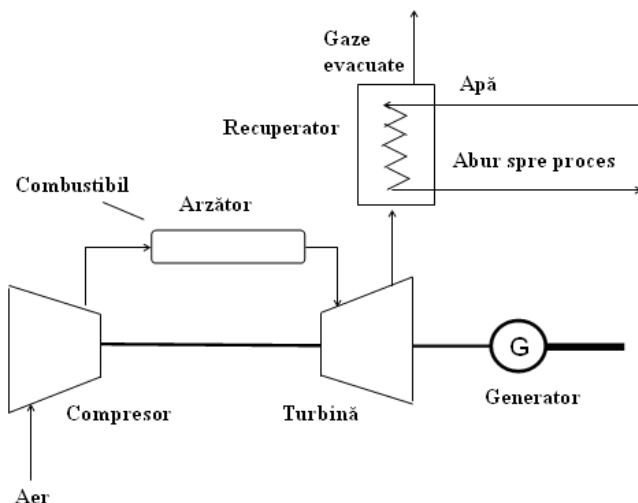 Gaze
evacuate
Apă
Recuperator
Abur spre proces
Combustibil
Arzător
G
Compresor
Turbină
Generator
Aer